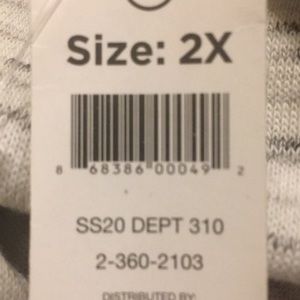 Size: 2X
8 68386 00049 2
SS20 DEPT 310
2-360-2103
DISTRIBUTED BY: